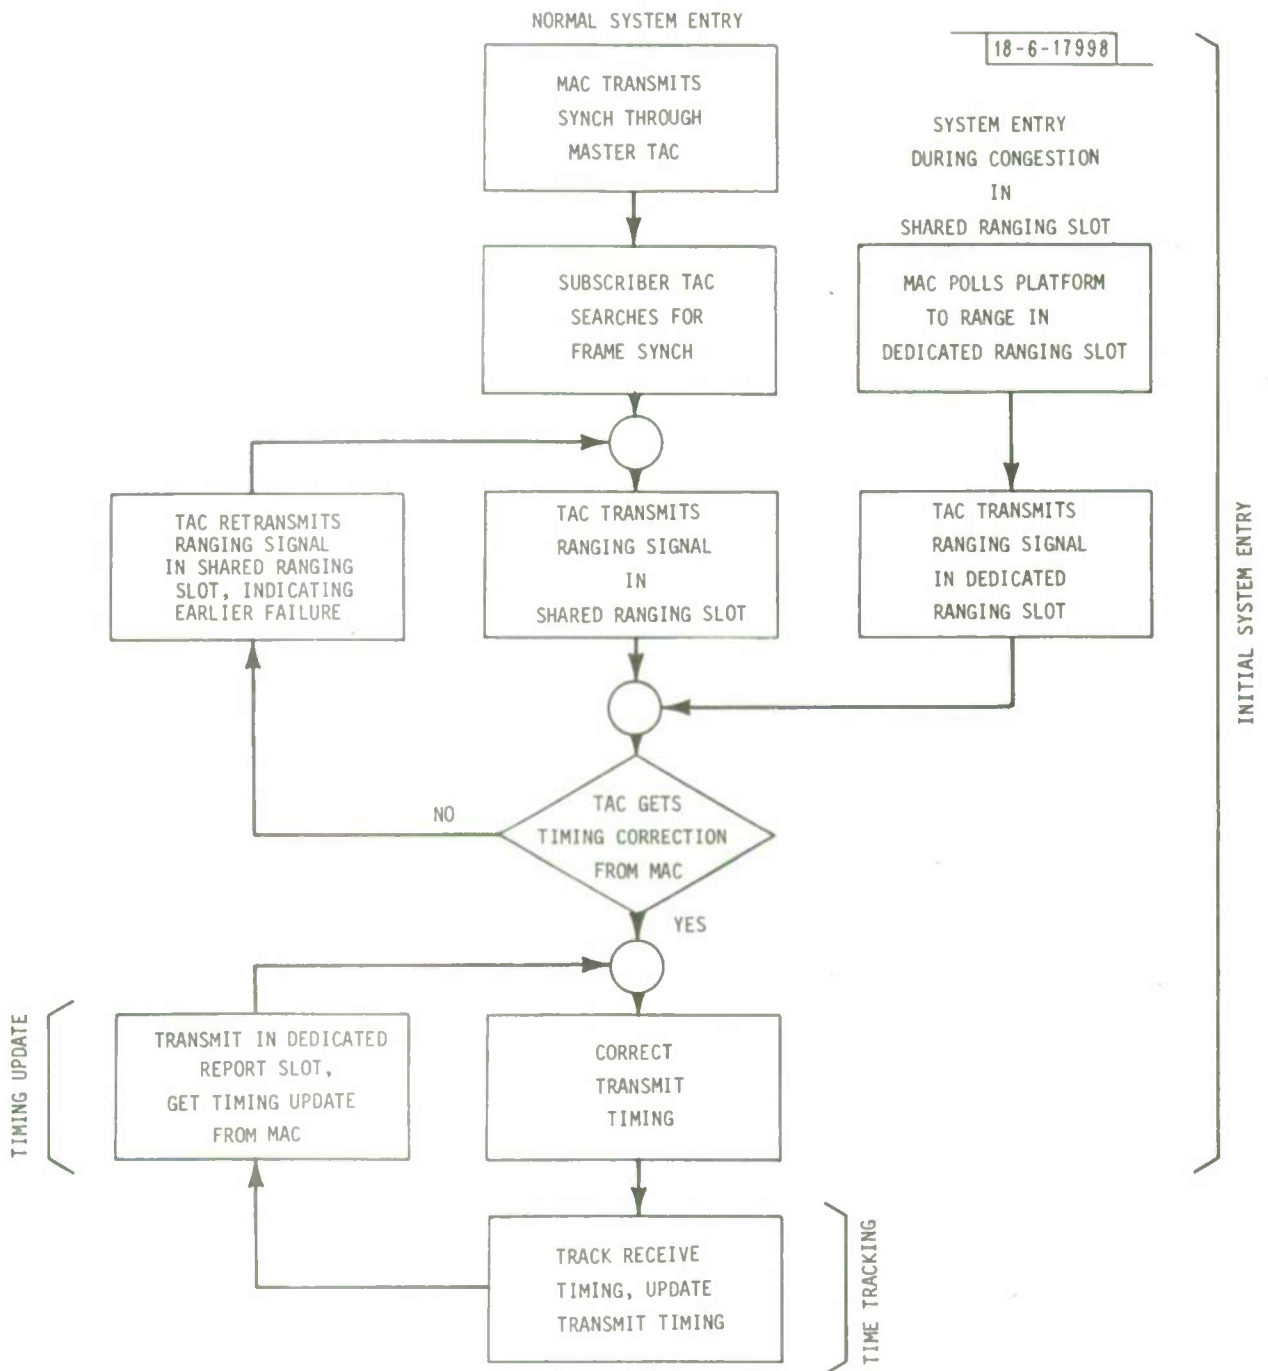 NORMAL SYSTEM ENTRY
18-6-17998
MAC TRANSMITS
SYNCH THROUGH
MASTER TAC
SYSTEM ENTRY
DURING CONGESTION
IN
SHARED RANGING SLOT
SUBSCRIBER TAC
SEARCHES FOR
FRAME SYNCH
MAC POLLS PLATFORM
TO RANGE IN
DEDICATED RANGING SLOT
TAC RETRANSMITS
RANGING SIGNAL
IN SHARED RANGING
SLOT, INDICATING
EARLIER FAILURE
TAC TRANSMITS
RANGING SIGNAL
IN
SHARED RANGING SLOT
TAC TRANSMITS
RANGING SIGNAL
IN DEDICATED
RANGING SLOT
INITIAL SYSTEM ENTRY
NO
TAC GETS
TIMING CORRECTION
FROM MAC
YES
TIMING UPDATE
TRANSMIT IN DEDICATED
REPORT SLOT,
GET TIMING UPDATE
FROM MAC
CORRECT
TRANSMIT
TIMING
TRACK RECEIVE
TIMING, UPDATE
TRANSMIT TIMING
TIME TRACKING